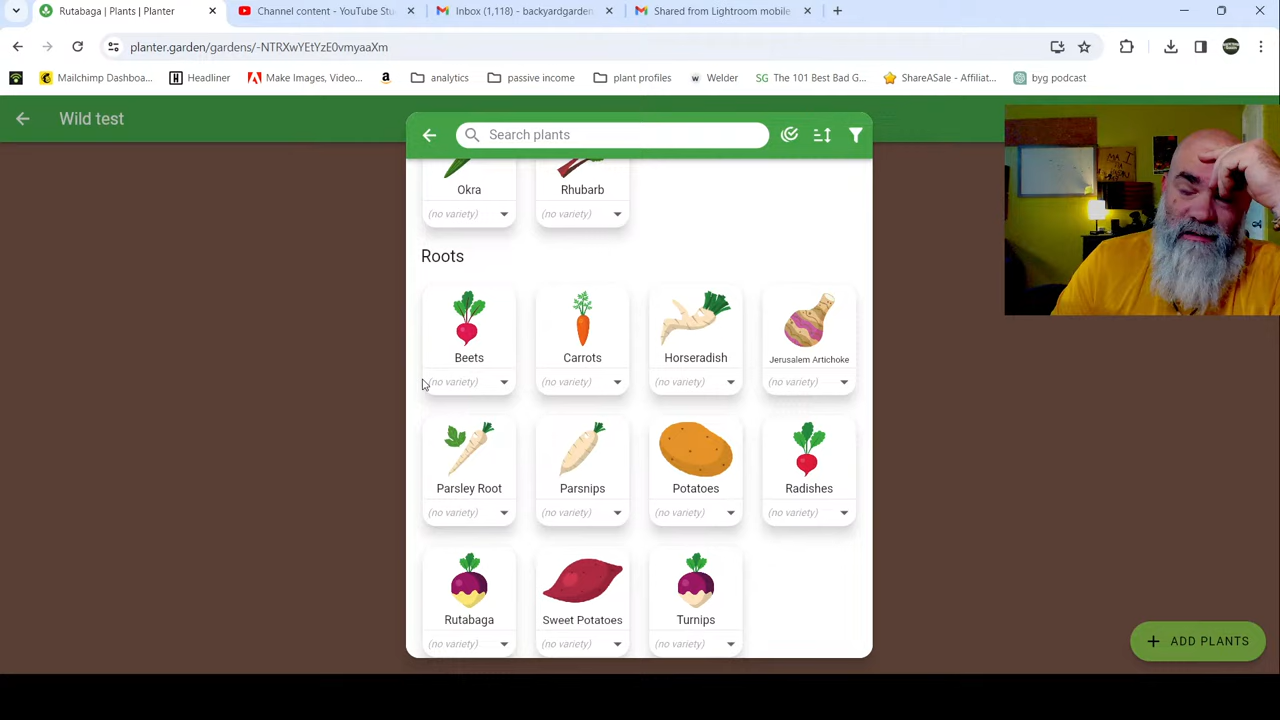 Rutabaga | Plants | Planter
Channel content - YouTube Stu
Inbox (1,118) - backyardgarden
Shared from Lightroom mobile
planter.garden/gardens/-NTRXwYEtYzE0vmyaaXm
Mailchimp Dashboa...
Headliner
Make Images, Video...
analytics
passive income
plant profiles
Welder
SG The 101 Best Bad G...
ShareASale - Affiliat...
byg podcast
Wild test
Search plants
Okra
Rhubarb
(no variety)
(no variety)
Roots
Beets
Carrots
Horseradish
Jerusalem Artichoke
(no variety)
(no variety)
(no variety)
(no variety)
Parsley Root
Parsnips
Potatoes
Radishes
(no variety)
(no variety)
(no variety)
(no variety)
Rutabaga
Sweet Potatoes
Turnips
(no variety)
(no variety)
(no variety)
+ ADD PLANTS